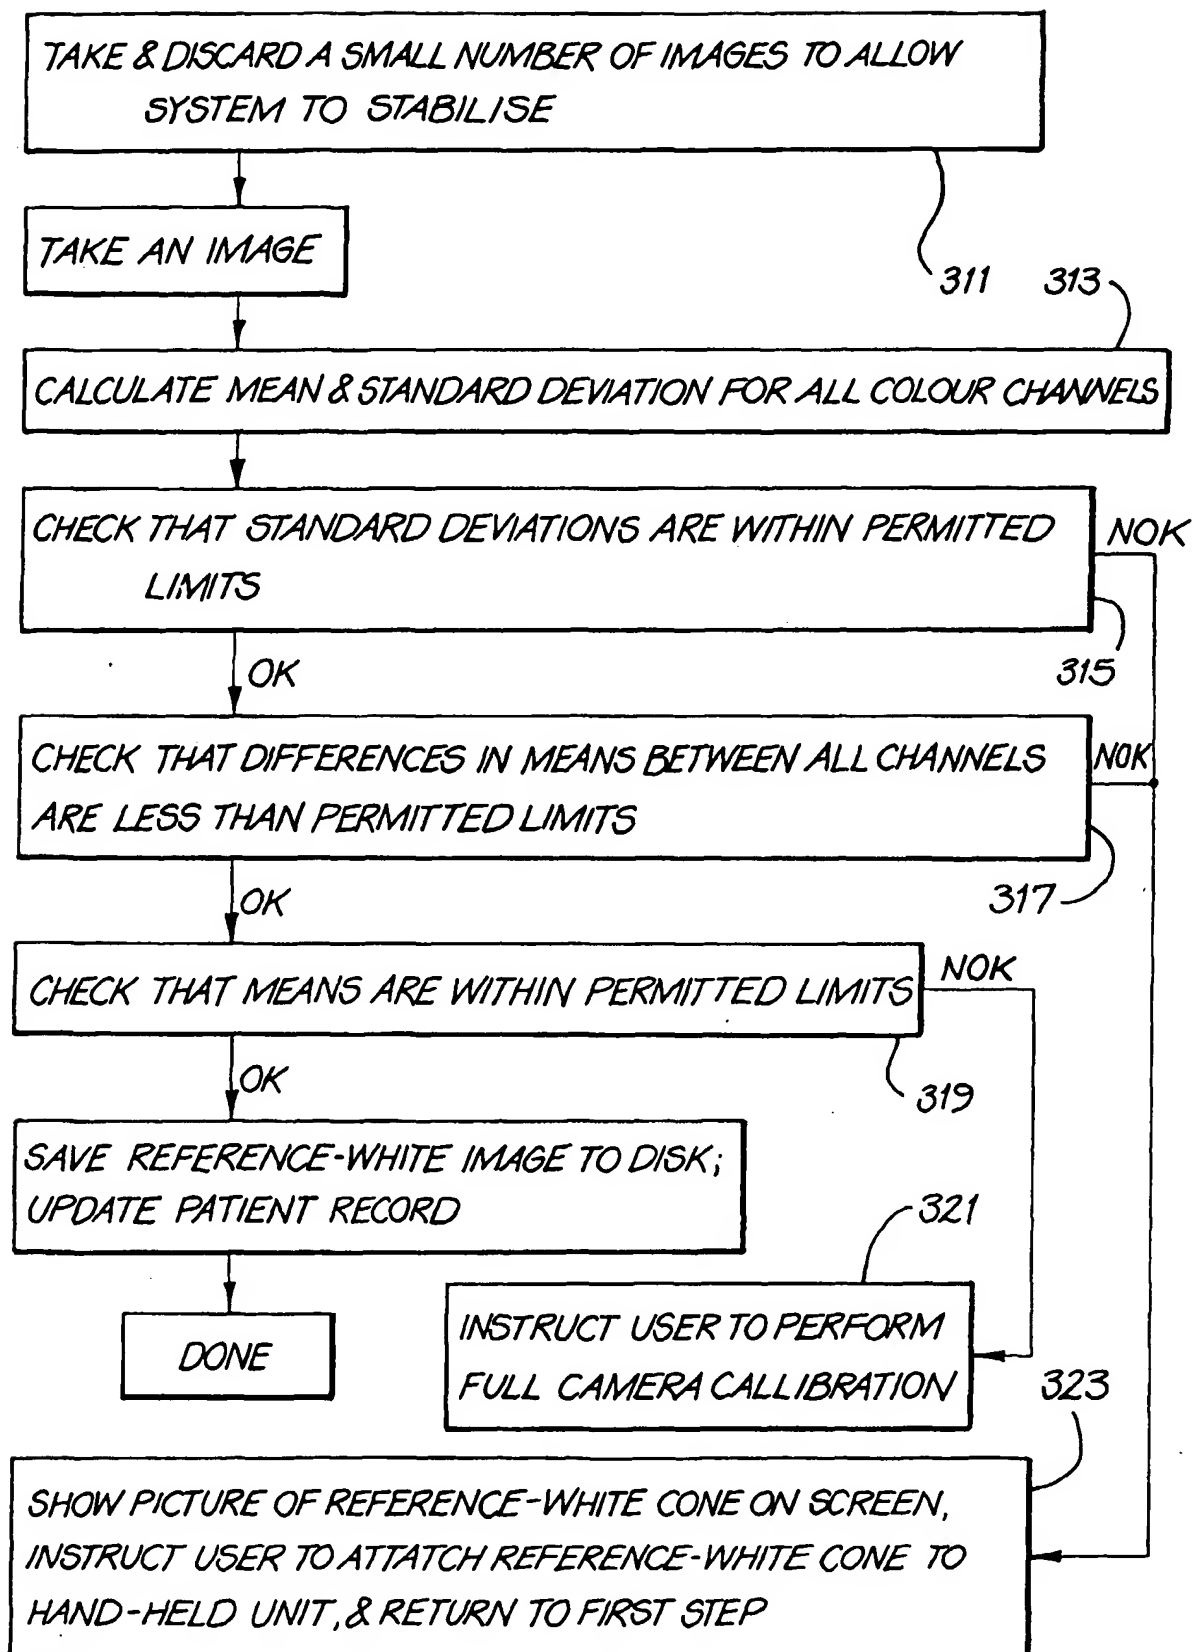 TAKE & DISCARD A SMALL NUMBER OF IMAGES TO ALLOW
SYSTEM TO STABILISE
TAKE AN IMAGE
311
313
CALCULATE MEAN & STANDARD DEVIATION FOR ALL COLOUR CHANNELS
CHECK THAT STANDARD DEVIATIONS ARE WITHIN PERMITTED
LIMITS
NOK
315
OK
CHECK THAT DIFFERENCES IN MEANS BETWEEN ALL CHANNELS
ARE LESS THAN PERMITTED LIMITS
NOK
317
OK
CHECK THAT MEANS ARE WITHIN PERMITTED LIMITS
NOK
319
OK
SAVE REFERENCE-WHITE IMAGE TO DISK;
UPDATE PATIENT RECORD
321
DONE
INSTRUCT USER TO PERFORM
FULL CAMERA CALLIBRATION
323
SHOW PICTURE OF REFERENCE-WHITE CONE ON SCREEN,
INSTRUCT USER TO ATTATCH REFERENCE-WHITE CONE TO
HAND-HELD UNIT, & RETURN TO FIRST STEP